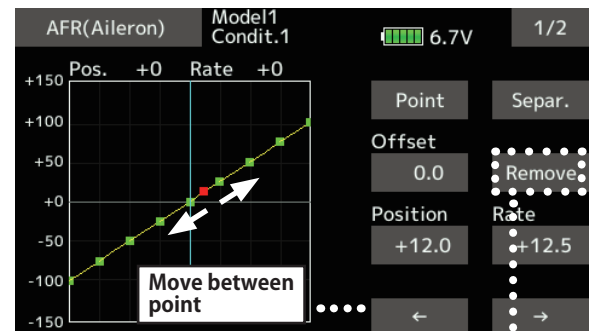 AFR(Aileron)
Model1
Condit.1
6.7V
1/2
Pos. +0 Rate +0
+150
+100
+50
+0
-50
-100
-150
Point
Separ.
Offset
0.0
Remove
Position
Rate
+12.0
+12.5
Move between
point
←
→